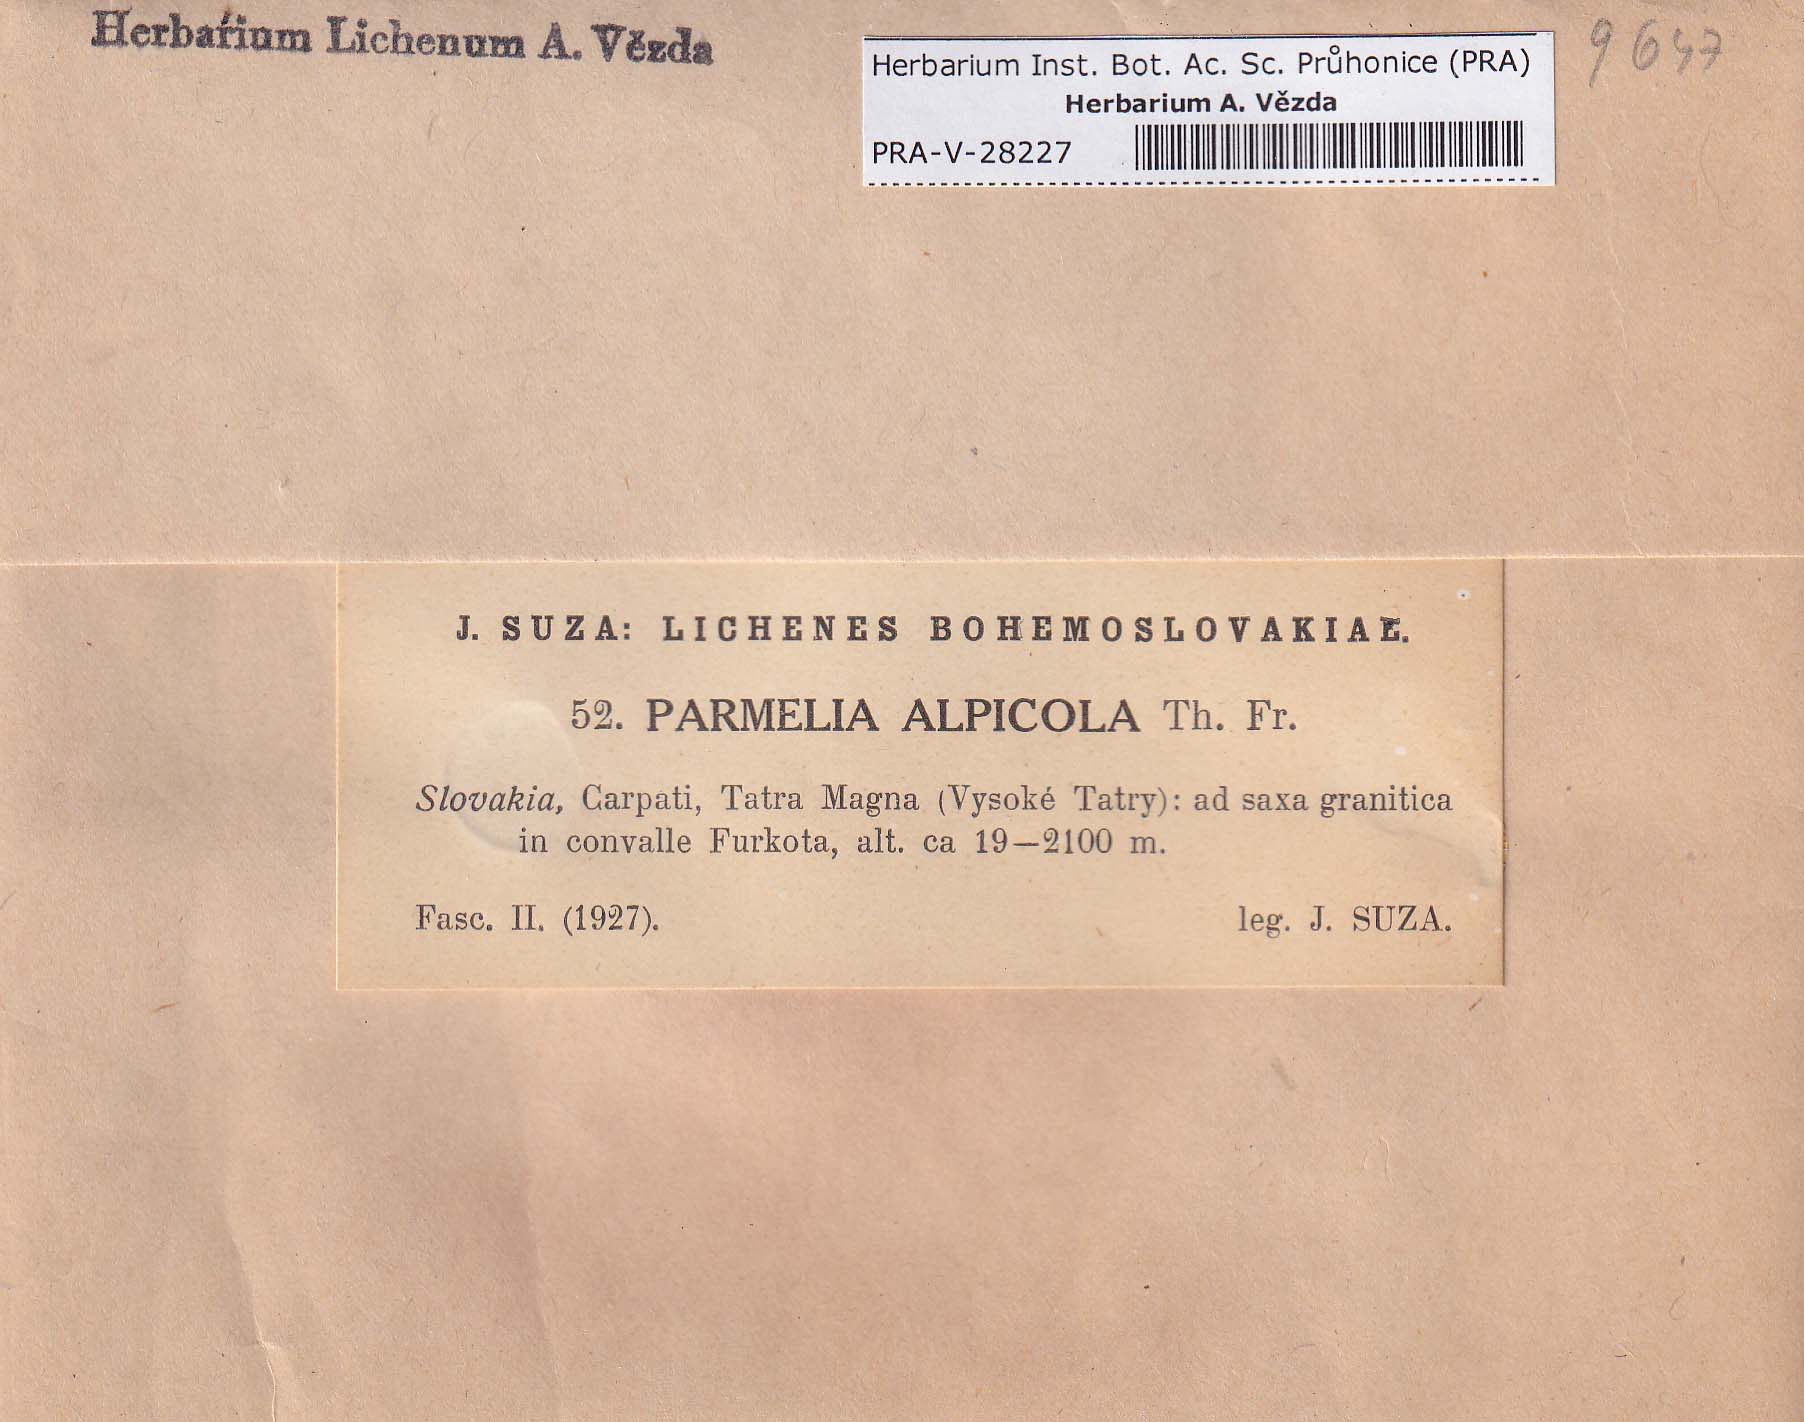 Herbarium Lichenum A. Vězda
9647
Herbarium Inst. Bot. Ac. Sc. Průhonice (PRA)
Herbarium A. Vězda
PRA-V-28227
J. SUZA: LICHENES BOHEMOSLOVAKIAE.
52. PARMELIA ALPICOLA Th. Fr.
Slovakia, Carpati, Tatra Magna (Vysoké Tatry): ad saxa granitica
in convalle Furkota, alt. ca 19—2100 m.
Fasc. II. (1927). leg. J. SUZA.